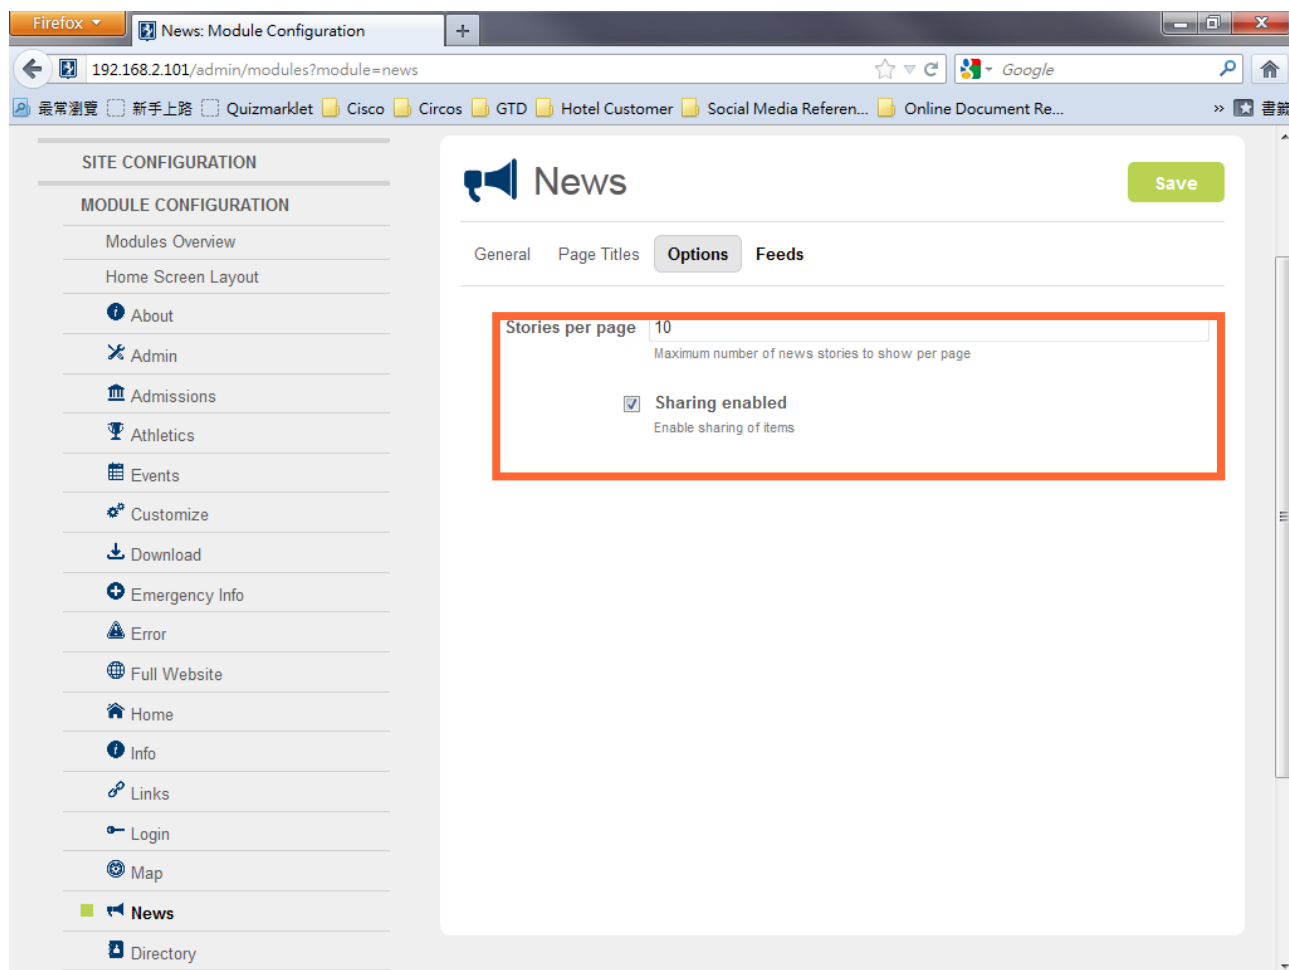 Firefox
News: Module Configuration
192.168.2.101/admin/modules?module=news
Google
最常瀏覽 新手上路 Quizmarklet Cisco Circos GTD Hotel Customer Social Media Referen... Online Document Re... » 書籤
SITE CONFIGURATION
MODULE CONFIGURATION
Modules Overview
Home Screen Layout
About
Admin
Admissions
Athletics
Events
Customize
Download
Emergency Info
Error
Full Website
Home
Info
Links
Login
Map
News
Directory
News
Save
General Page Titles Options Feeds
Stories per page 10
Maximum number of news stories to show per page
Sharing enabled
Enable sharing of items